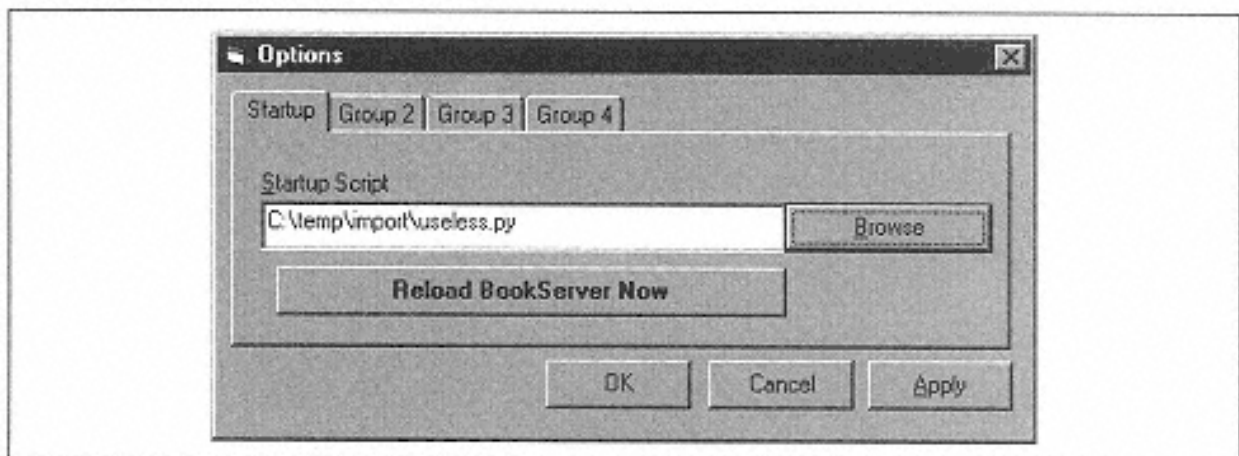 Options
Startup Group 2 Group 3 Group 4
Startup Script
C:\temp\import\useless.py Browse
Reload BookServer Now
OK Cancel Apply